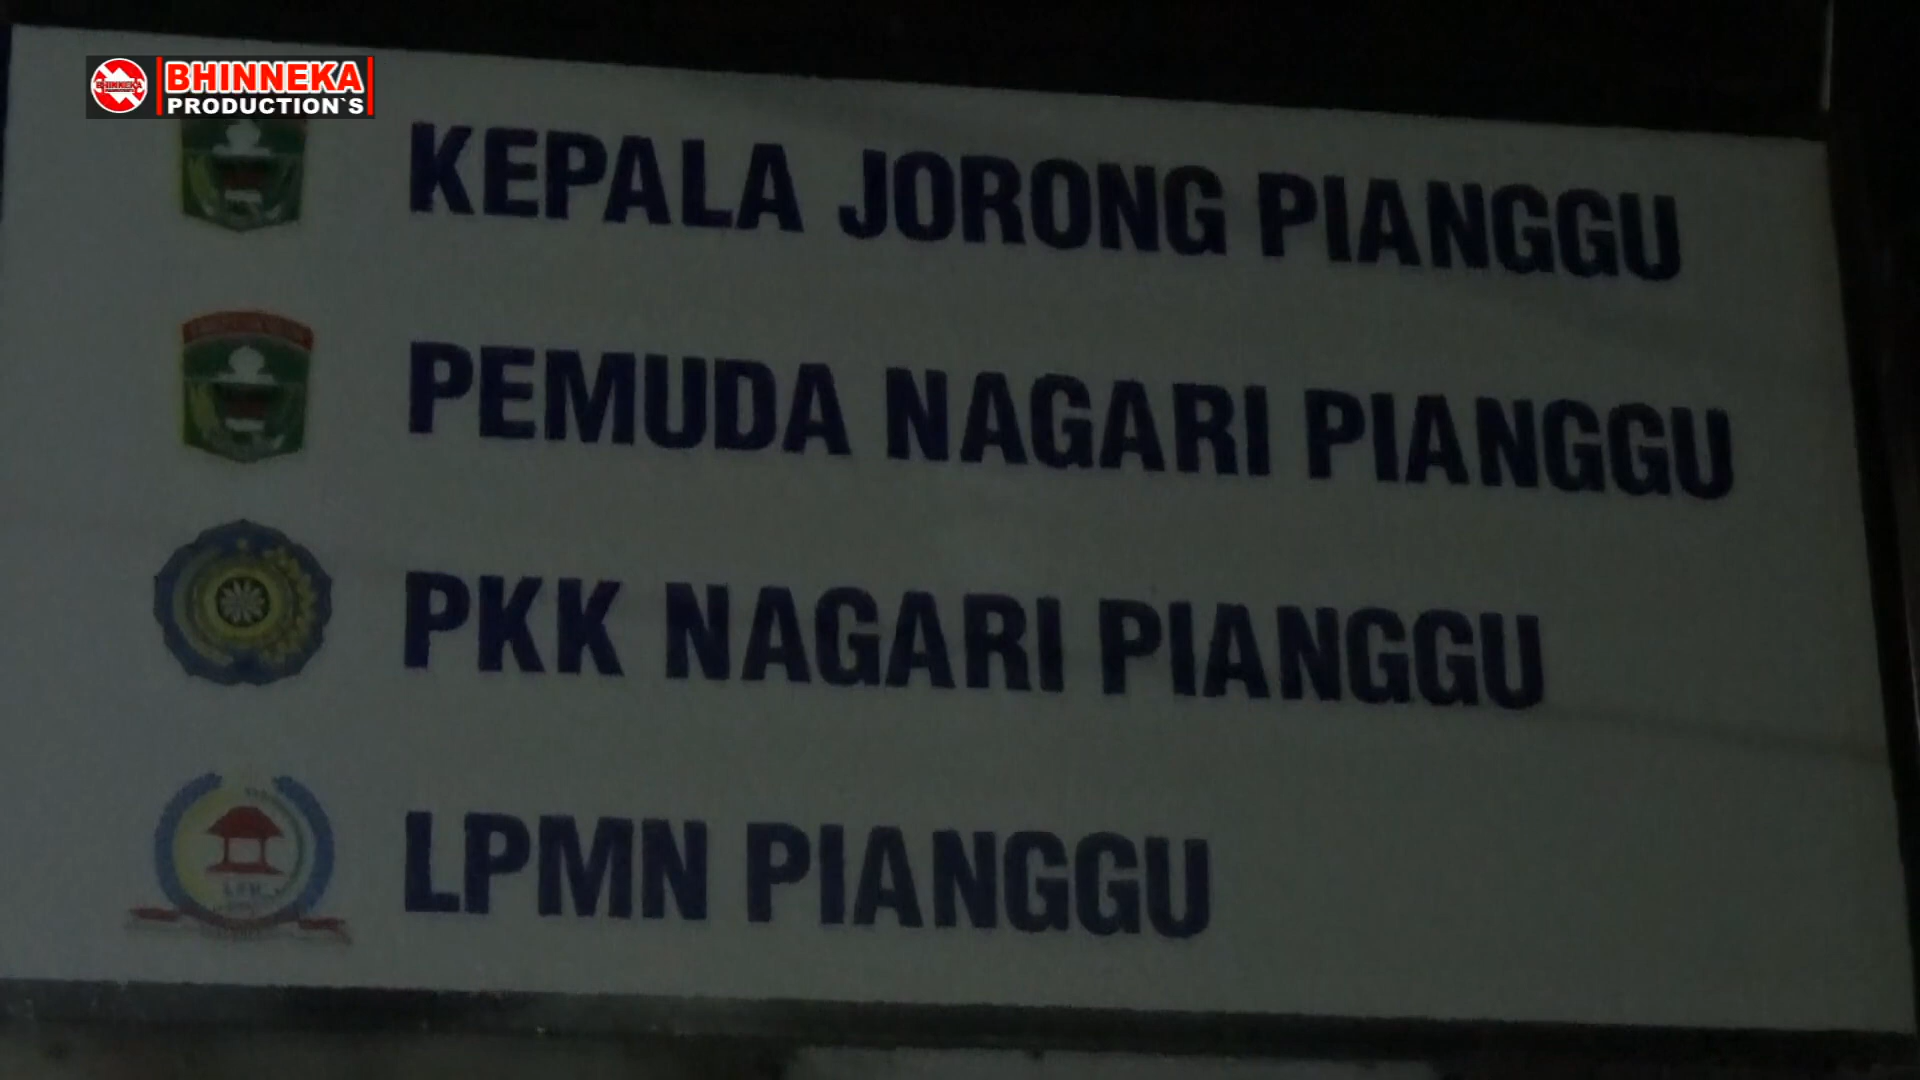 BHINNEKA
PRODUCTION`S
KEPALA JORONG PIANGGU
PEMUDA NAGARI PIANGGU
PKK NAGARI PIANGGU
LPMN PIANGGU